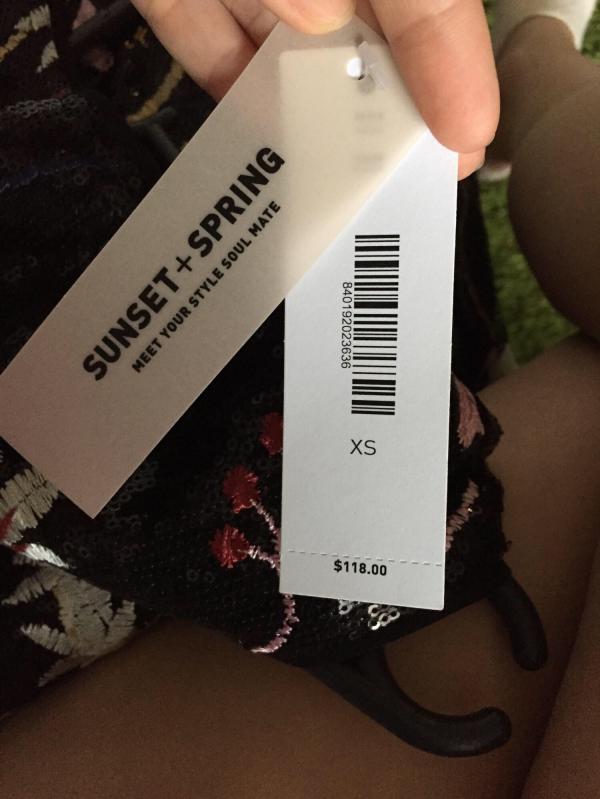 SUNSET+SPRING
MEET YOUR STYLE SOUL MATE
840192023636
XS
$118.00